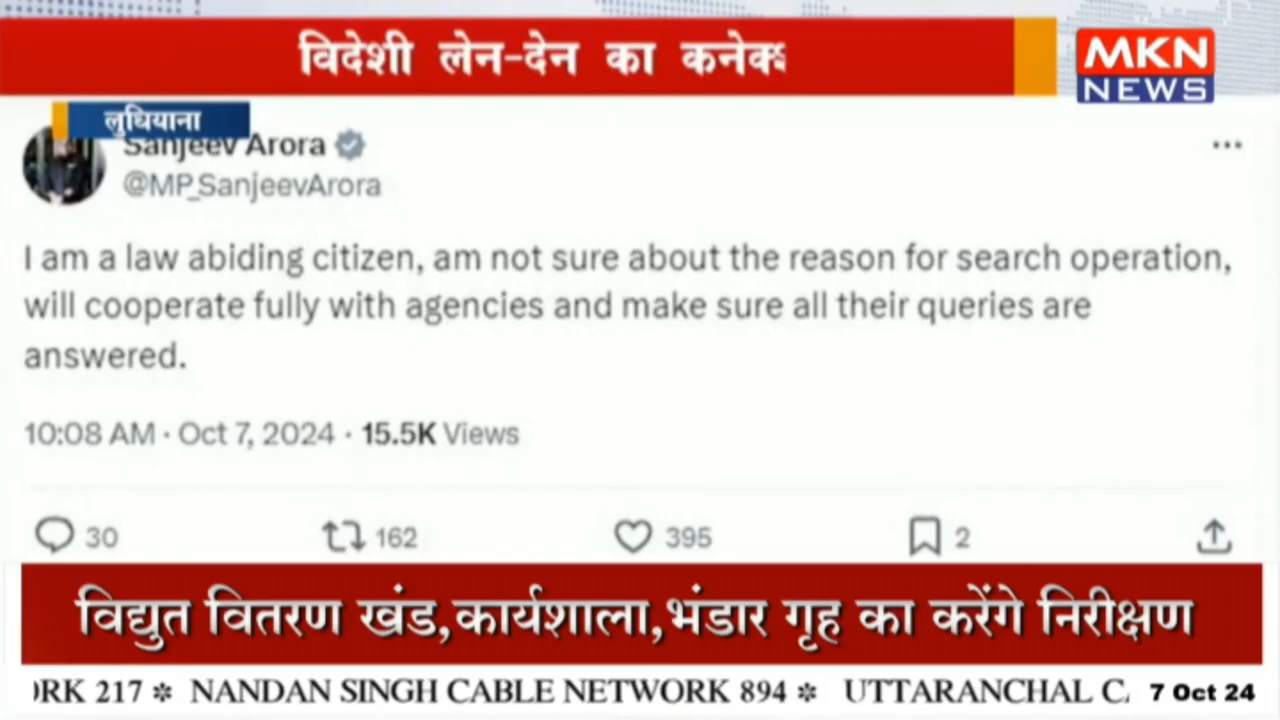 विदेशी लेन-देन का
MKN
NEWS
लुधियाना
Sanjeev Arora
@MP_SanjeevArora
I am a law abiding citizen, am not sure about the reason for search operation,
will cooperate fully with agencies and make sure all their queries are
answered.
10:08 AM · Oct 7, 2024 · 15.5K Views
30 162 395 2
विद्युत वितरण खंड,कार्यशाला,भंडार गृह का करेंगे निरीक्षण
217 * NANDAN SINGH CABLE NETWORK 894 * UTTARANCHAL 7 Oct 24